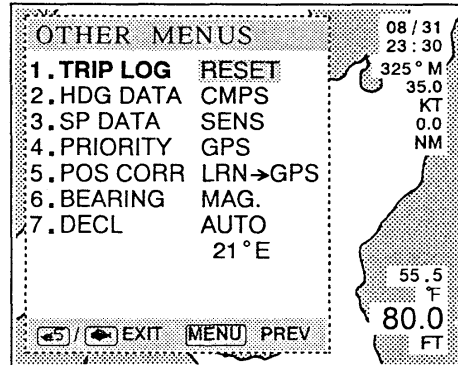 OTHER MENUS
1. TRIP LOG RESET
2. HDG DATA CMPS
3. SP DATA SENS
4. PRIORITY GPS
5. POS CORR LRN→GPS
6. BEARING MAG.
7. DECL AUTO
21°E
5 / EXIT MENU PREV
08/31
23:30
325°M
35.0
KT
0.0
NM
55.5
°F
80.0
FT